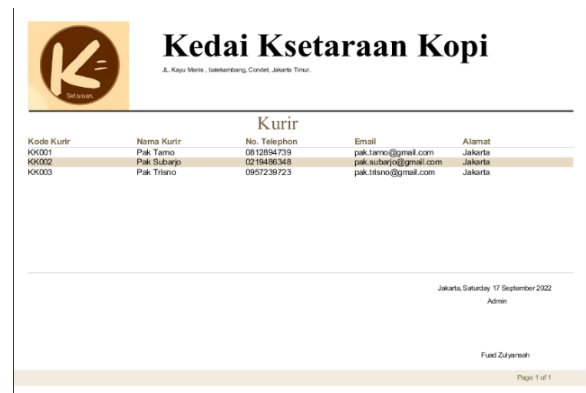 Kedai Ksetaraan Kopi
JL. Kayu Manis , balekambang, Condet, Jakarta Timur.
K=
Setaraan.
Kurir
Kode Kurir Nama Kurir No. Telephon Email Alamat
KK001 Pak Tarno 0812894739 pak.tarno@gmail.com Jakarta
KK002 Pak Subarjo 0219486348 pak.subarjo@gmail.com Jakarta
KK003 Pak Trisno 0957239723 pak.trisno@gmail.com Jakarta
Jakarta, Saturday 17 September 2022
Admin
Fuad Zulyansah
Page 1 of 1